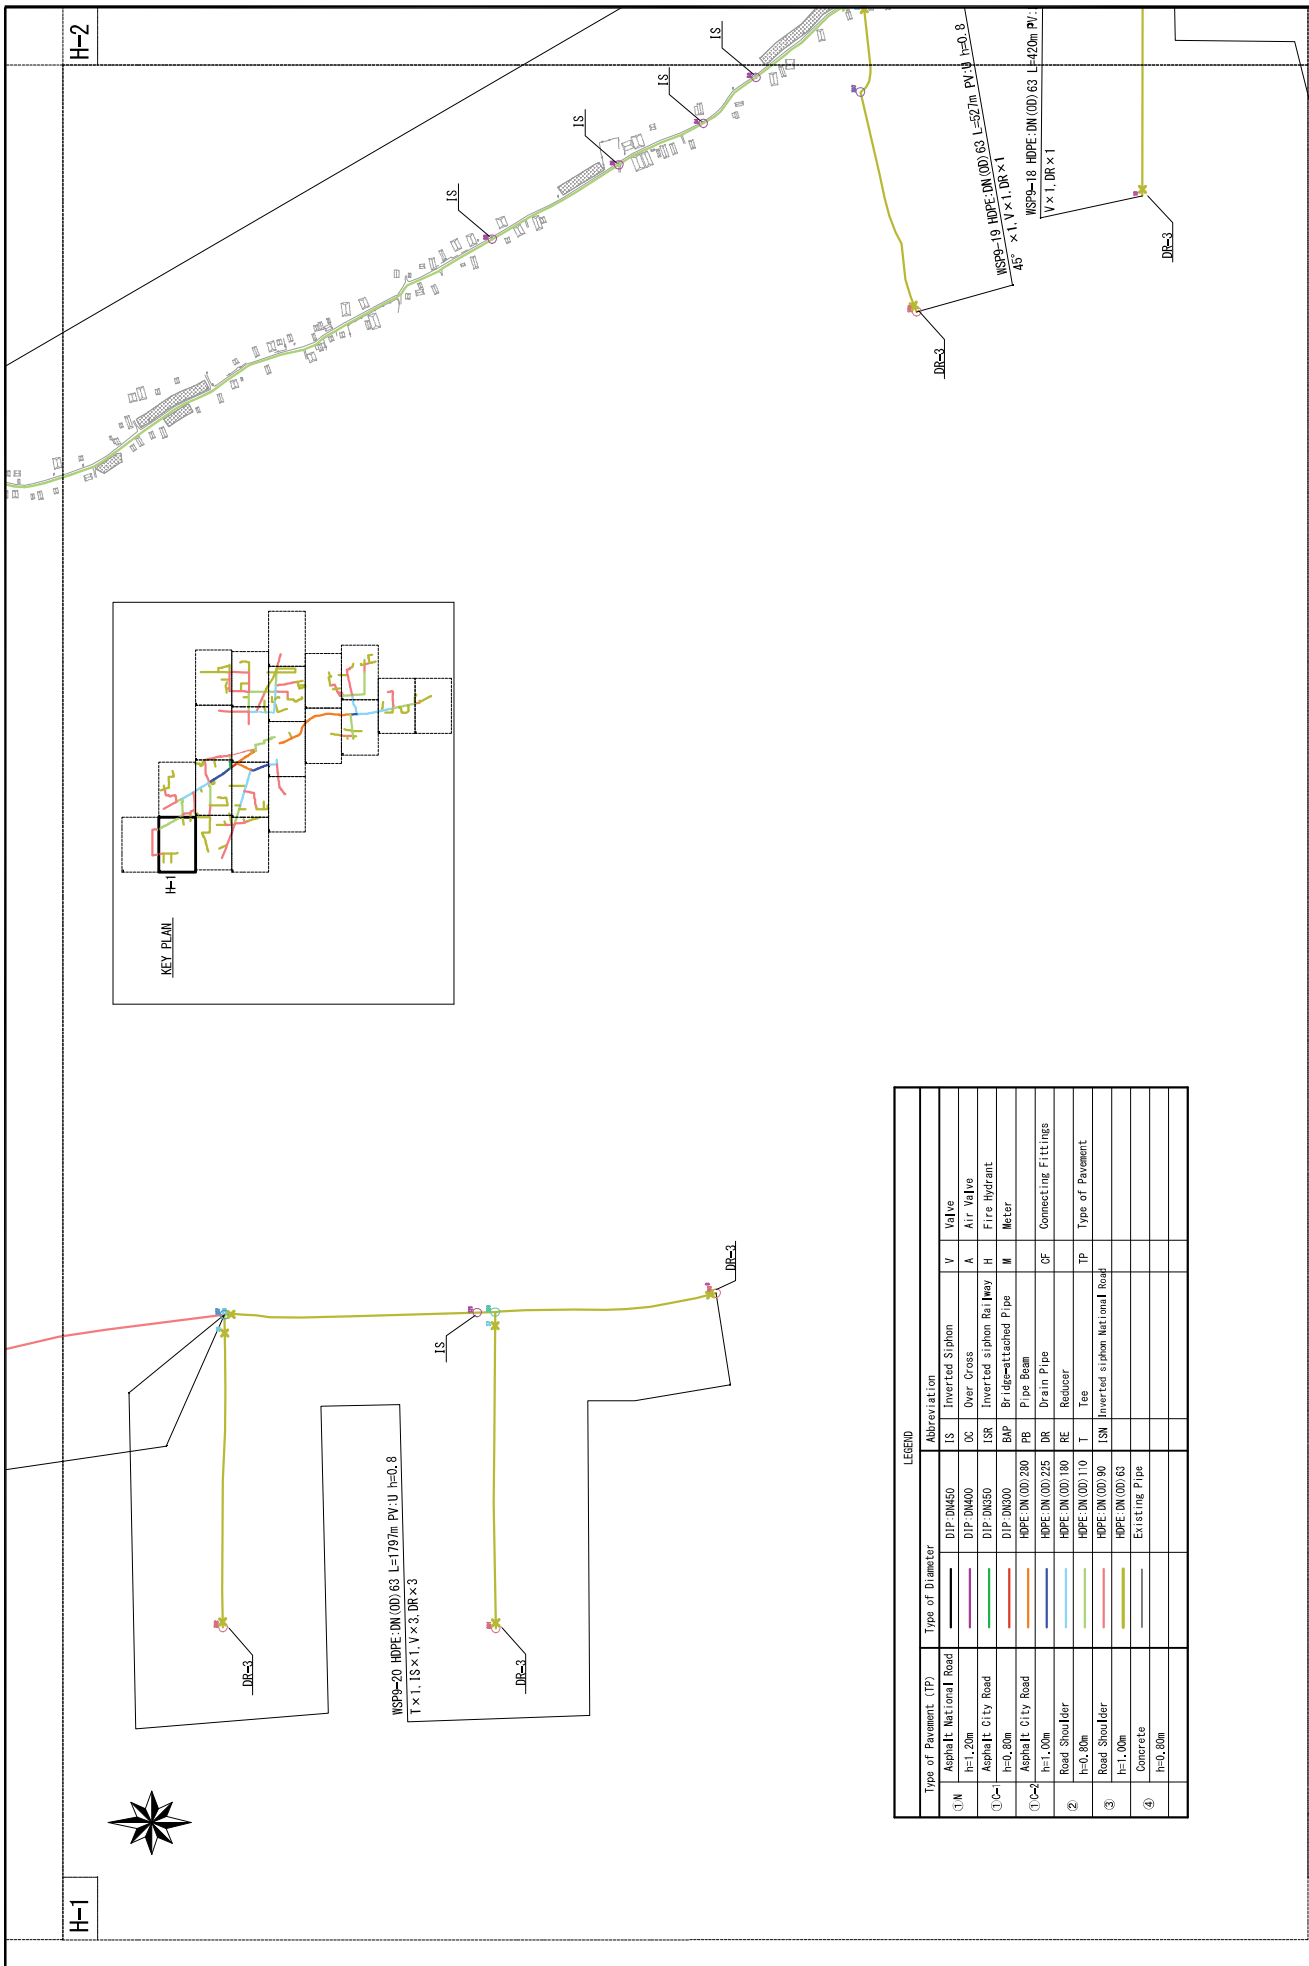 H-2
IS
IS
IS
IS
WSP9-19 HDPE:DN(OD)63 L=527m PV:U h=0.8
45° ×1, V×1, DR×1
WSP9-18 HDPE:DN(OD)63 L=420m PV:
V×1, DR×1
DR-3
DR-3
KEY PLAN
H-1
WSP9-20 HDPE:DN(OD)63 L=1797m PV:U h=0.8
T×1, IS×1, V×3, DR×3
IS
DR-3
DR-3
DR-3
H-1
LEGEND
Type of Pavement (TP) Type of Diameter Abbreviation
①N Asphalt National Road DIP:DN450 IS Inverted Siphon V Valve
h=1.20m DIP:DN400 OC Over Cross A Air Valve
①C-1 Asphalt City Road DIP:DN350 ISR Inverted siphon Railway H Fire Hydrant
h=0.80m DIP:DN300 BAP Bridge-attached Pipe M Meter
①C-2 Asphalt City Road HDPE:DN(OD)280 PB Pipe Beam
h=1.00m HDPE:DN(OD)225 DR Drain Pipe CF Connecting Fittings
② Road Shoulder HDPE:DN(OD)180 RE Reducer
h=0.80m HDPE:DN(OD)110 T Tee TP Type of Pavement
③ Road Shoulder HDPE:DN(OD)90 ISN Inverted siphon National Road
h=1.00m HDPE:DN(OD)63
④ Concrete Existing Pipe
h=0.80m